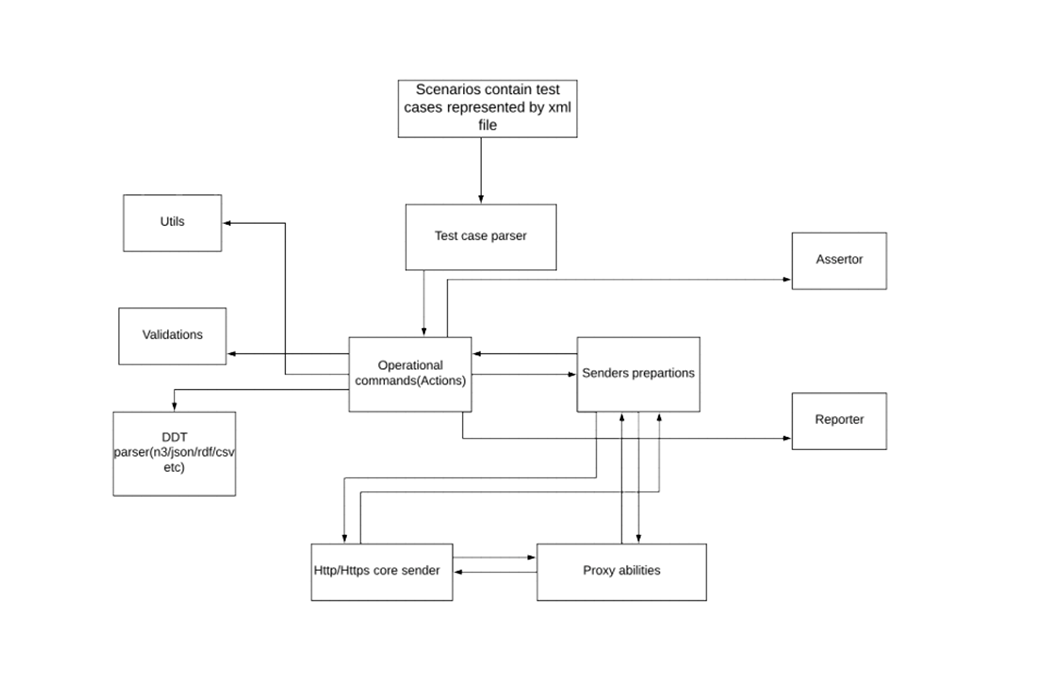 Scenarios contain test
cases represented by xml
file
Utils
Test case parser
Assertor
Validations
Operational
commands(Actions)
Senders prepartions
Reporter
DDT
parser(n3/json/rdf/csv
etc)
Http/Https core sender
Proxy abilities